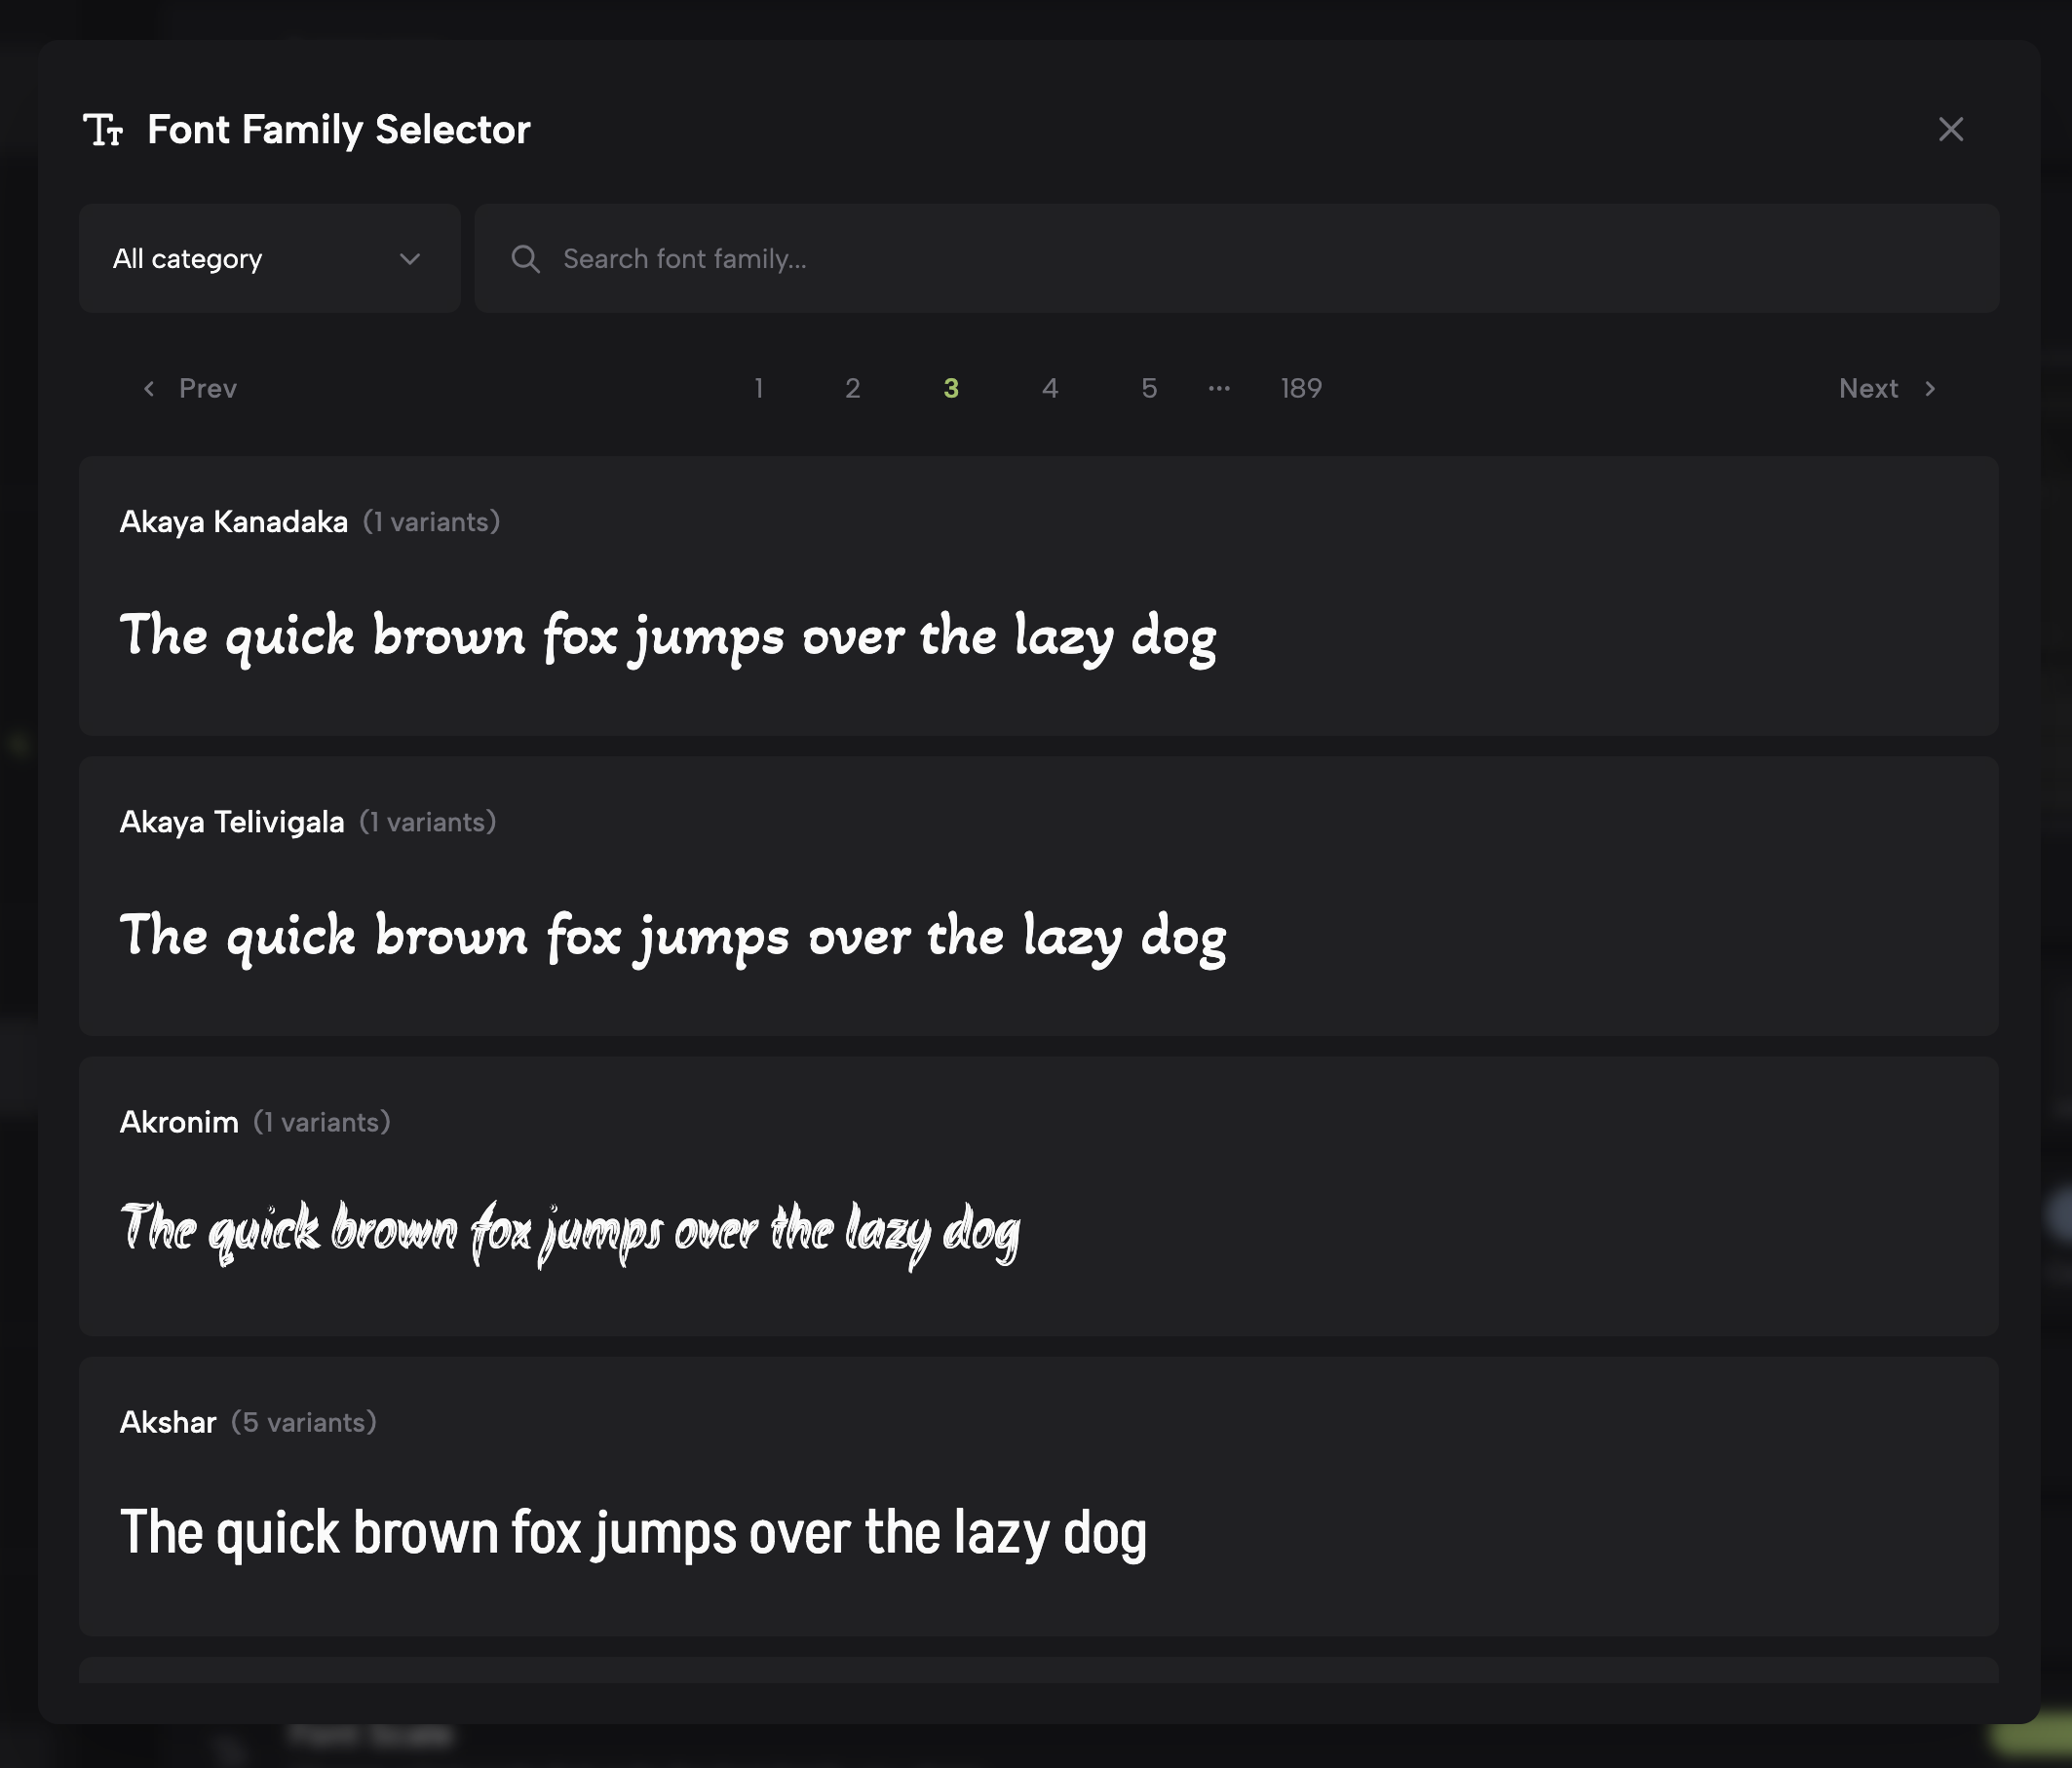 Font Family Selector
All category
Search font family...
Prev 1 2 3 4 5 ... 189 Next
Akaya Kanadaka (1 variants)
The quick brown fox jumps over the lazy dog
Akaya Telivigala (1 variants)
The quick brown fox jumps over the lazy dog
Akronim (1 variants)
The quick brown fox jumps over the lazy dog
Akshar (5 variants)
The quick brown fox jumps over the lazy dog
Font Scale